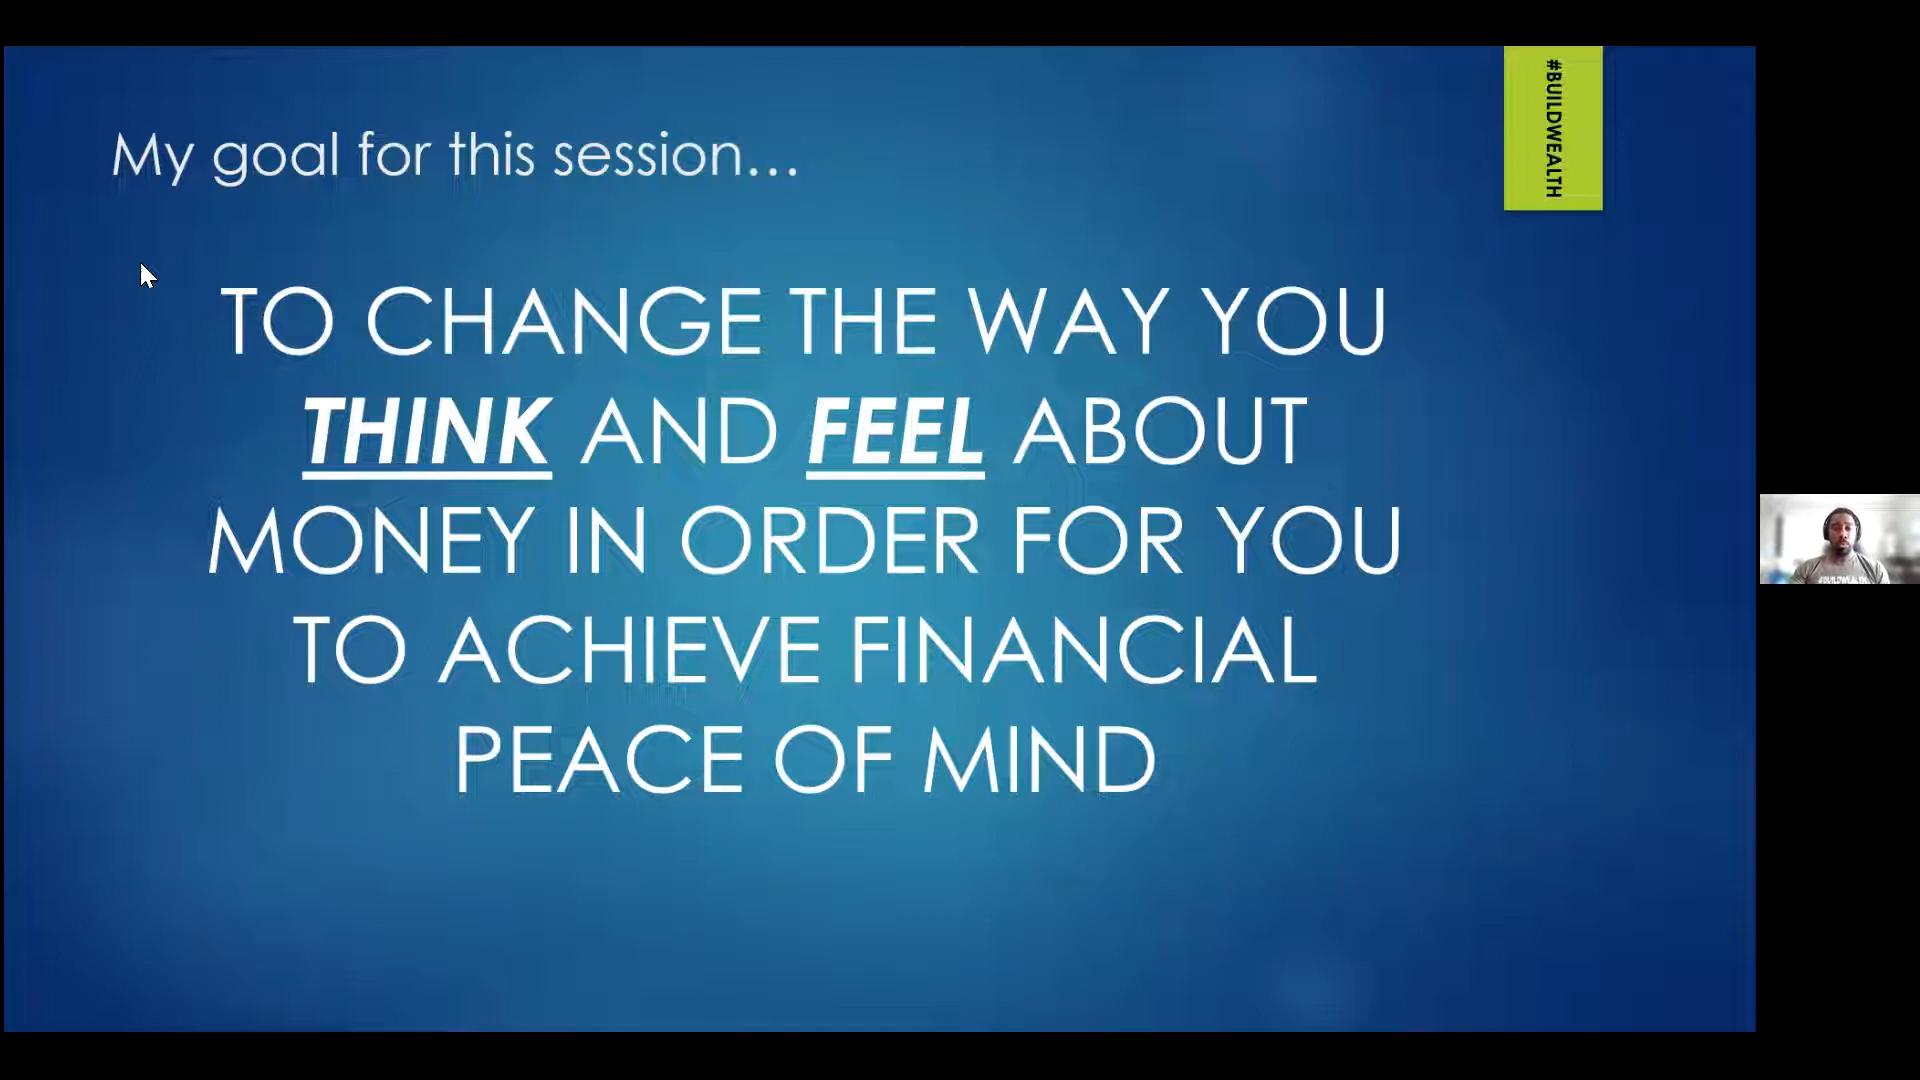 My goal for this session...
#BUILDWEALTH
TO CHANGE THE WAY YOU
THINK AND FEEL ABOUT
MONEY IN ORDER FOR YOU
TO ACHIEVE FINANCIAL
PEACE OF MIND
#BUILDWEALTH